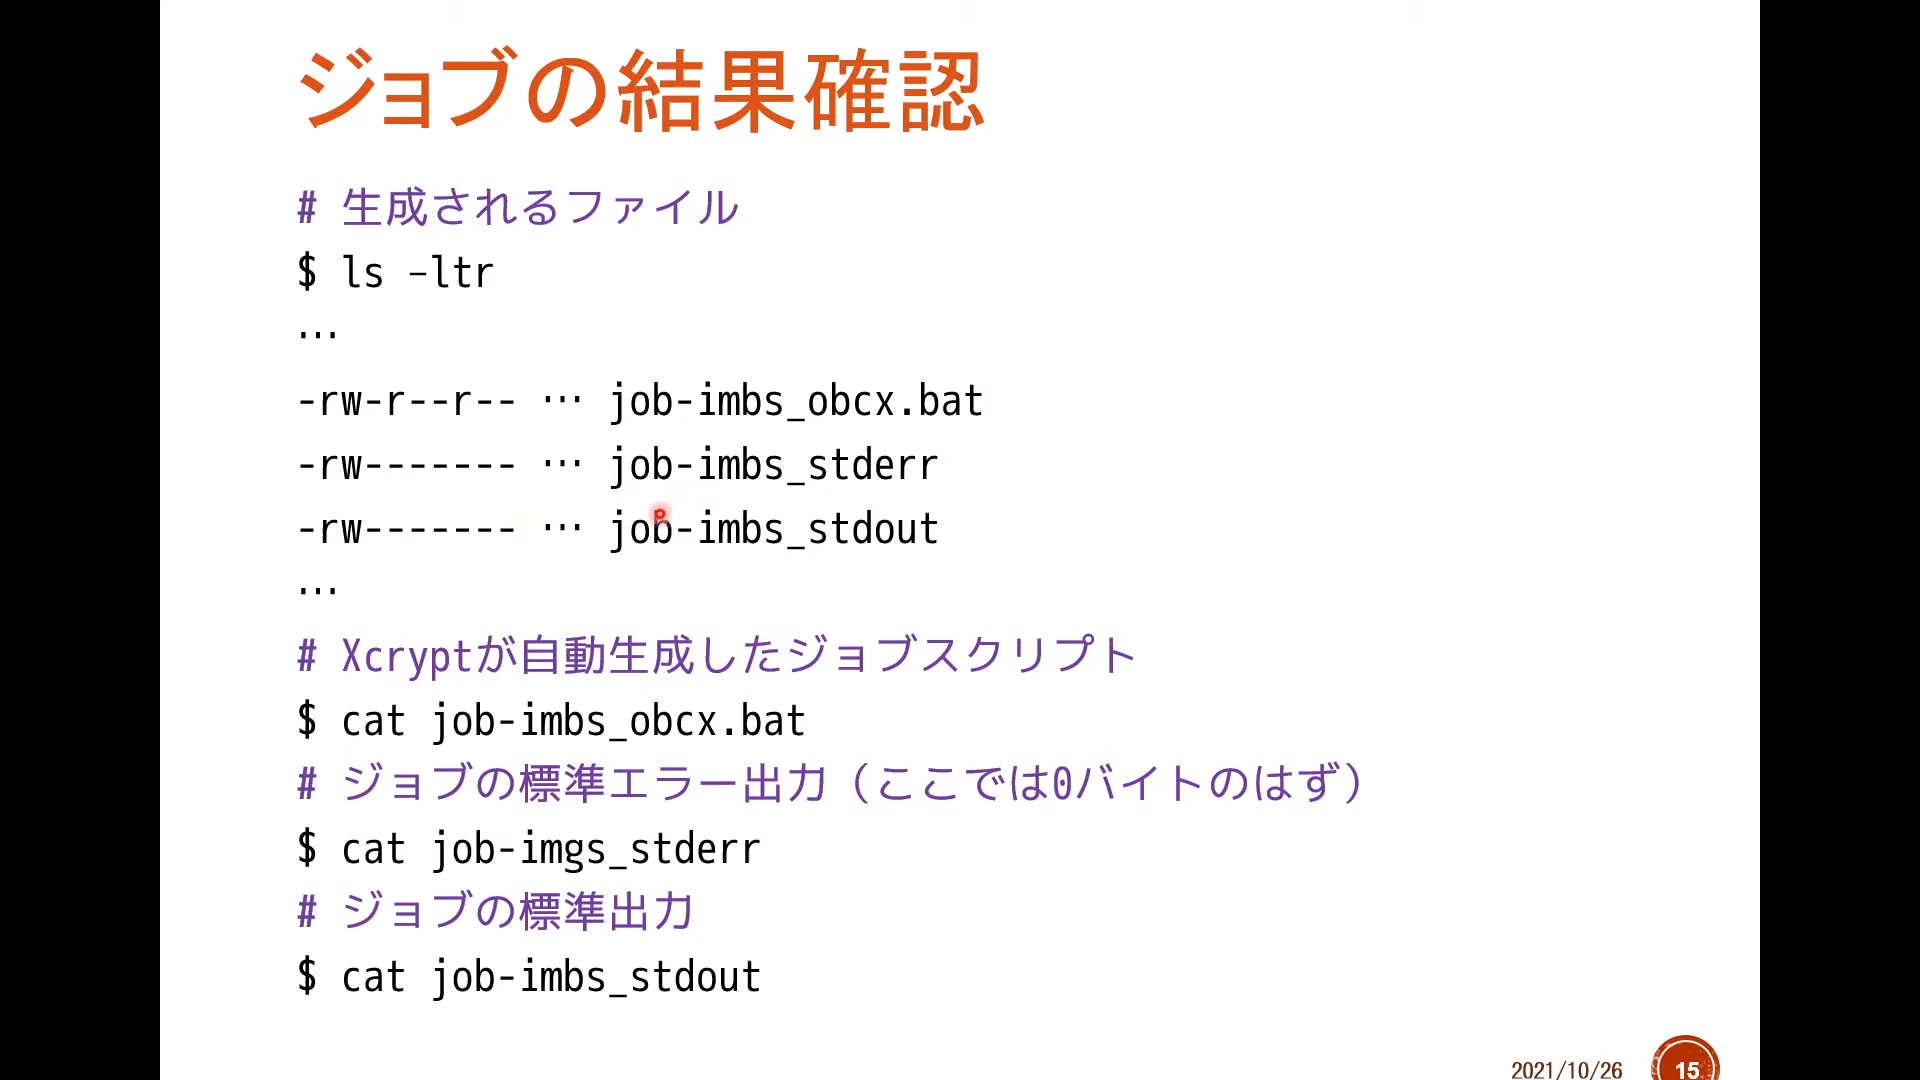 ジョブの結果確認
# 生成されるファイル
$ ls –ltr
…
-rw-r--r-- … job-imbs_obcx.bat
-rw------- … job-imbs_stderr
-rw------- … job-imbs_stdout
…
# Xcryptが自動生成したジョブスクリプト
$ cat job-imbs_obcx.bat
# ジョブの標準エラー出力（ここでは0バイトのはず）
$ cat job-imgs_stderr
# ジョブの標準出力
$ cat job-imbs_stdout
2021/10/26
15